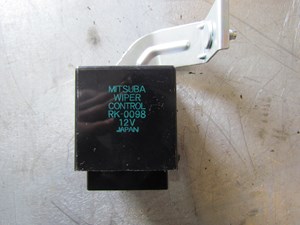 MITSUBA
WIPER
CONTROL
RK-0098
12V
JAPAN